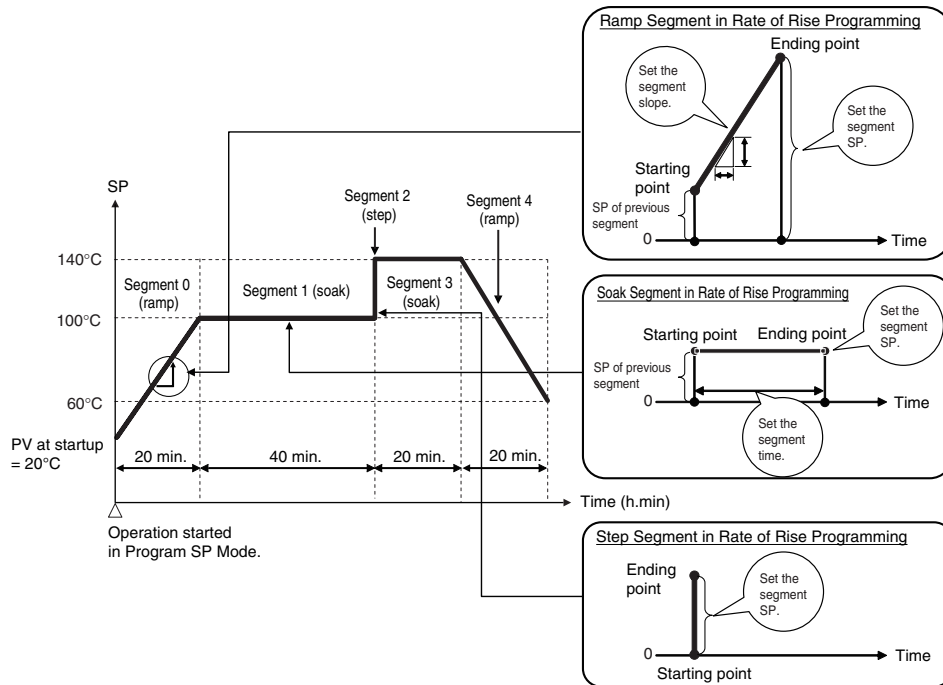 SP
140°C
100°C
60°C
PV at startup
= 20°C
Segment 0
(ramp)
Segment 1 (soak)
Segment 2
(step)
Segment 3
(soak)
Segment 4
(ramp)
20 min.
40 min.
20 min.
20 min.
Time (h.min)
Operation started
in Program SP Mode.
Ramp Segment in Rate of Rise Programming
Ending point
Set the
segment
slope.
Set the
segment
SP.
Starting
point
SP of previous
segment
0
Time
Soak Segment in Rate of Rise Programming
Starting point
Ending point
Set the
segment
SP.
SP of previous
segment
0
Time
Set the
segment
time.
Step Segment in Rate of Rise Programming
Ending
point
Set the
segment
SP.
0
Time
Starting point